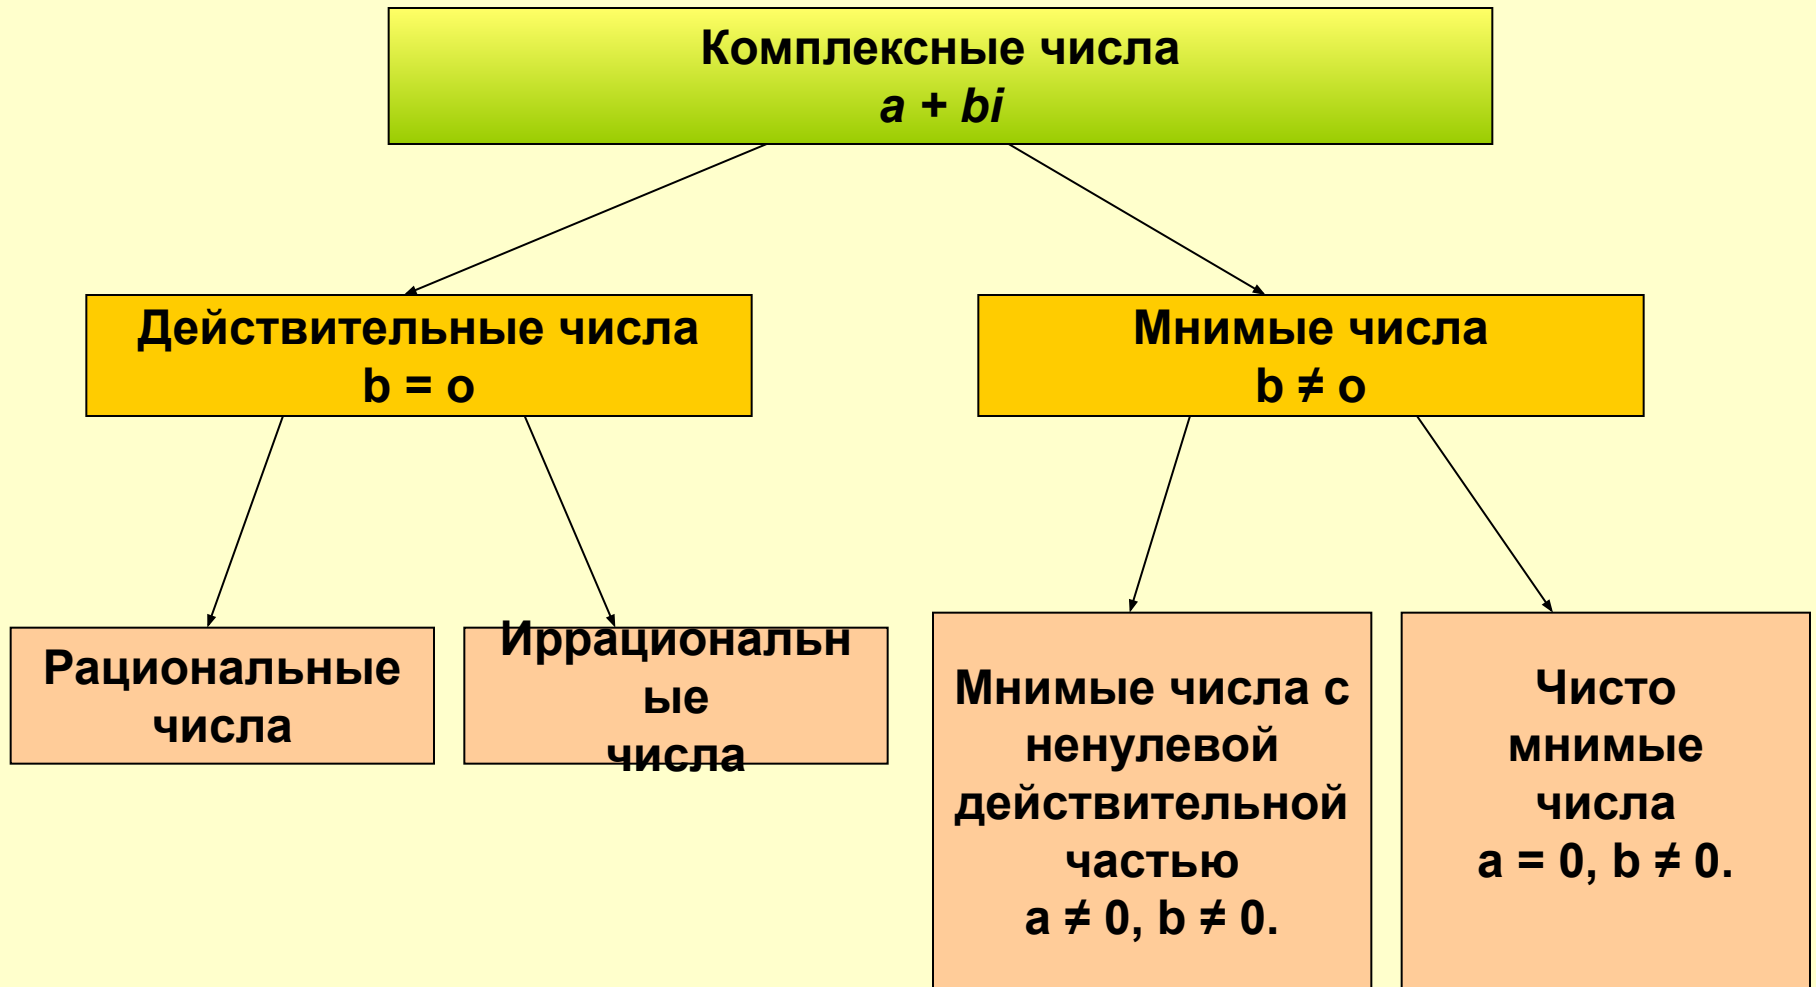 Комплексные числа
a + bi
Действительные числа
b = о
Мнимые числа
b ≠ о
Рациональные
числа
Иррациональн
ые
числа
Мнимые числа с
ненулевой
действительной
частью
a ≠ 0, b ≠ 0.
Чисто
мнимые
числа
a = 0, b ≠ 0.